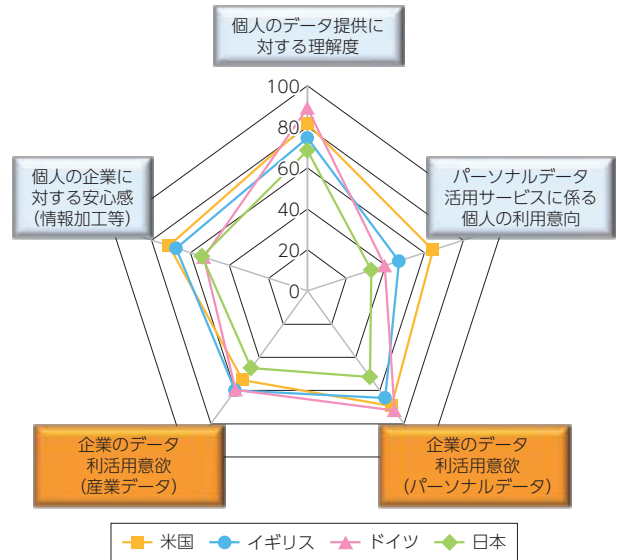 個人のデータ提供に
対する理解度
100
80
60
40
20
0
個人の企業に
対する安心感
(情報加工等)
パーソナルデータ
活用サービスに係る
個人の利用意向
企業のデータ
利活用意欲
(産業データ)
企業のデータ
利活用意欲
(パーソナルデータ)
米国 イギリス ドイツ 日本